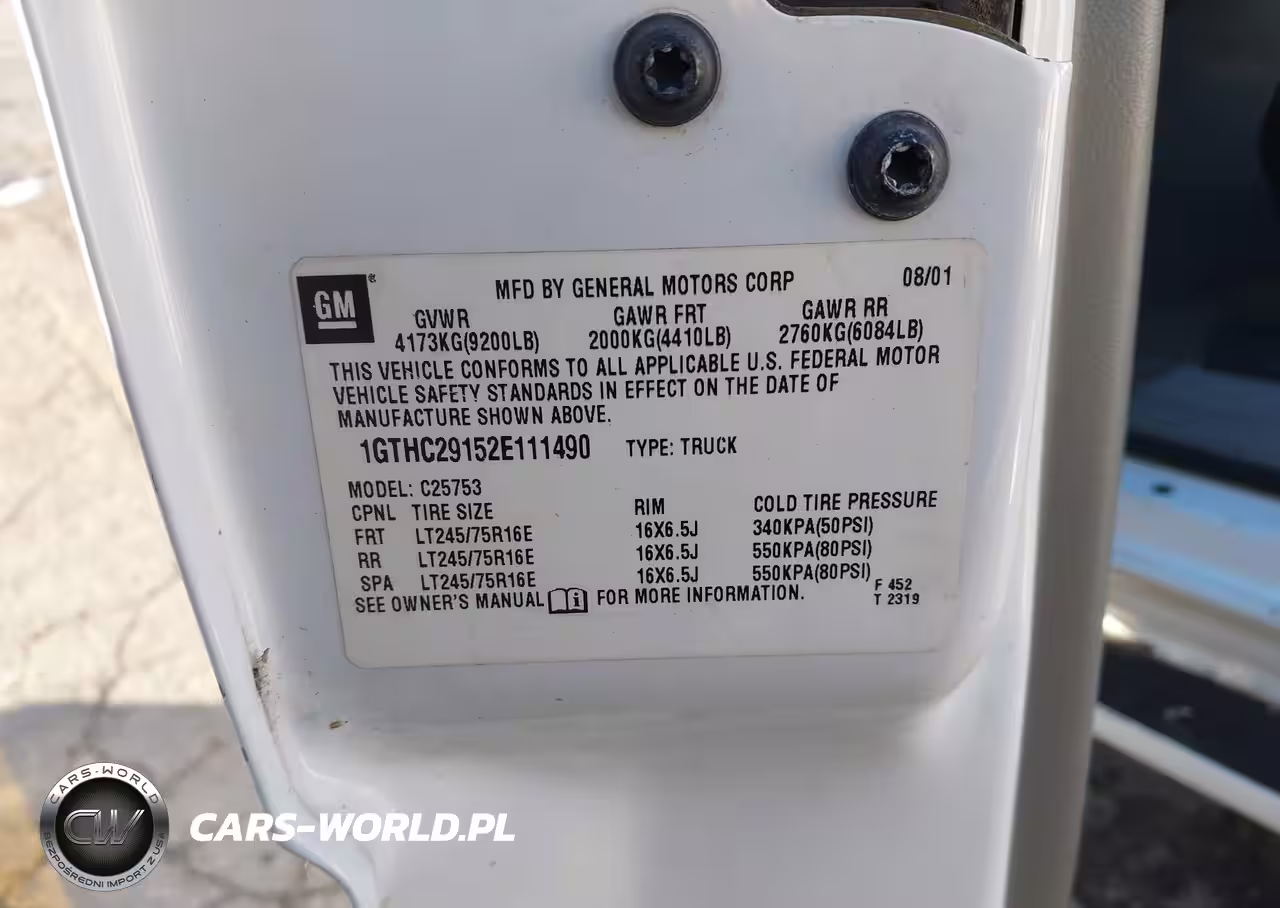 GM
MFD BY GENERAL MOTORS CORP 08/01
GVWR GAWR FRT GAWR RR
4173KG(9200LB) 2000KG(4410LB) 2760KG(6084LB)
THIS VEHICLE CONFORMS TO ALL APPLICABLE U.S. FEDERAL MOTOR
VEHICLE SAFETY STANDARDS IN EFFECT ON THE DATE OF
MANUFACTURE SHOWN ABOVE.
1GTHC29152E111490 TYPE: TRUCK
MODEL: C25753
CPNL TIRE SIZE RIM COLD TIRE PRESSURE
FRT LT245/75R16E 16X6.5J 340KPA(50PSI)
RR LT245/75R16E 16X6.5J 550KPA(80PSI)
SPA LT245/75R16E 16X6.5J 550KPA(80PSI)
SEE OWNER'S MANUAL FOR MORE INFORMATION.
F 452
T 2319
CARS-WORLD
CW
BEZPOŚREDNI IMPORT Z USA
CARS-WORLD.PL